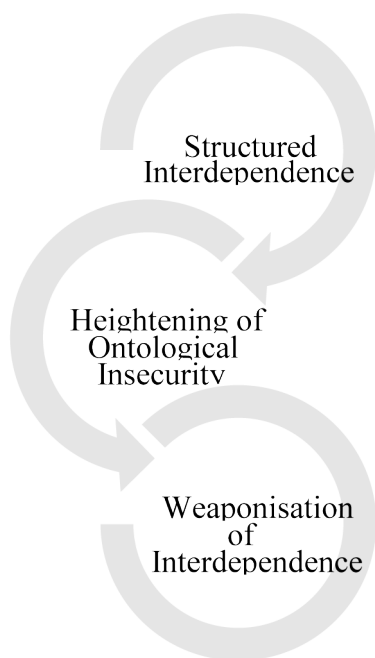 Structured
Interdependence
Heightening of
Ontological
Insecurity
Weaponisation
of
Interdependence